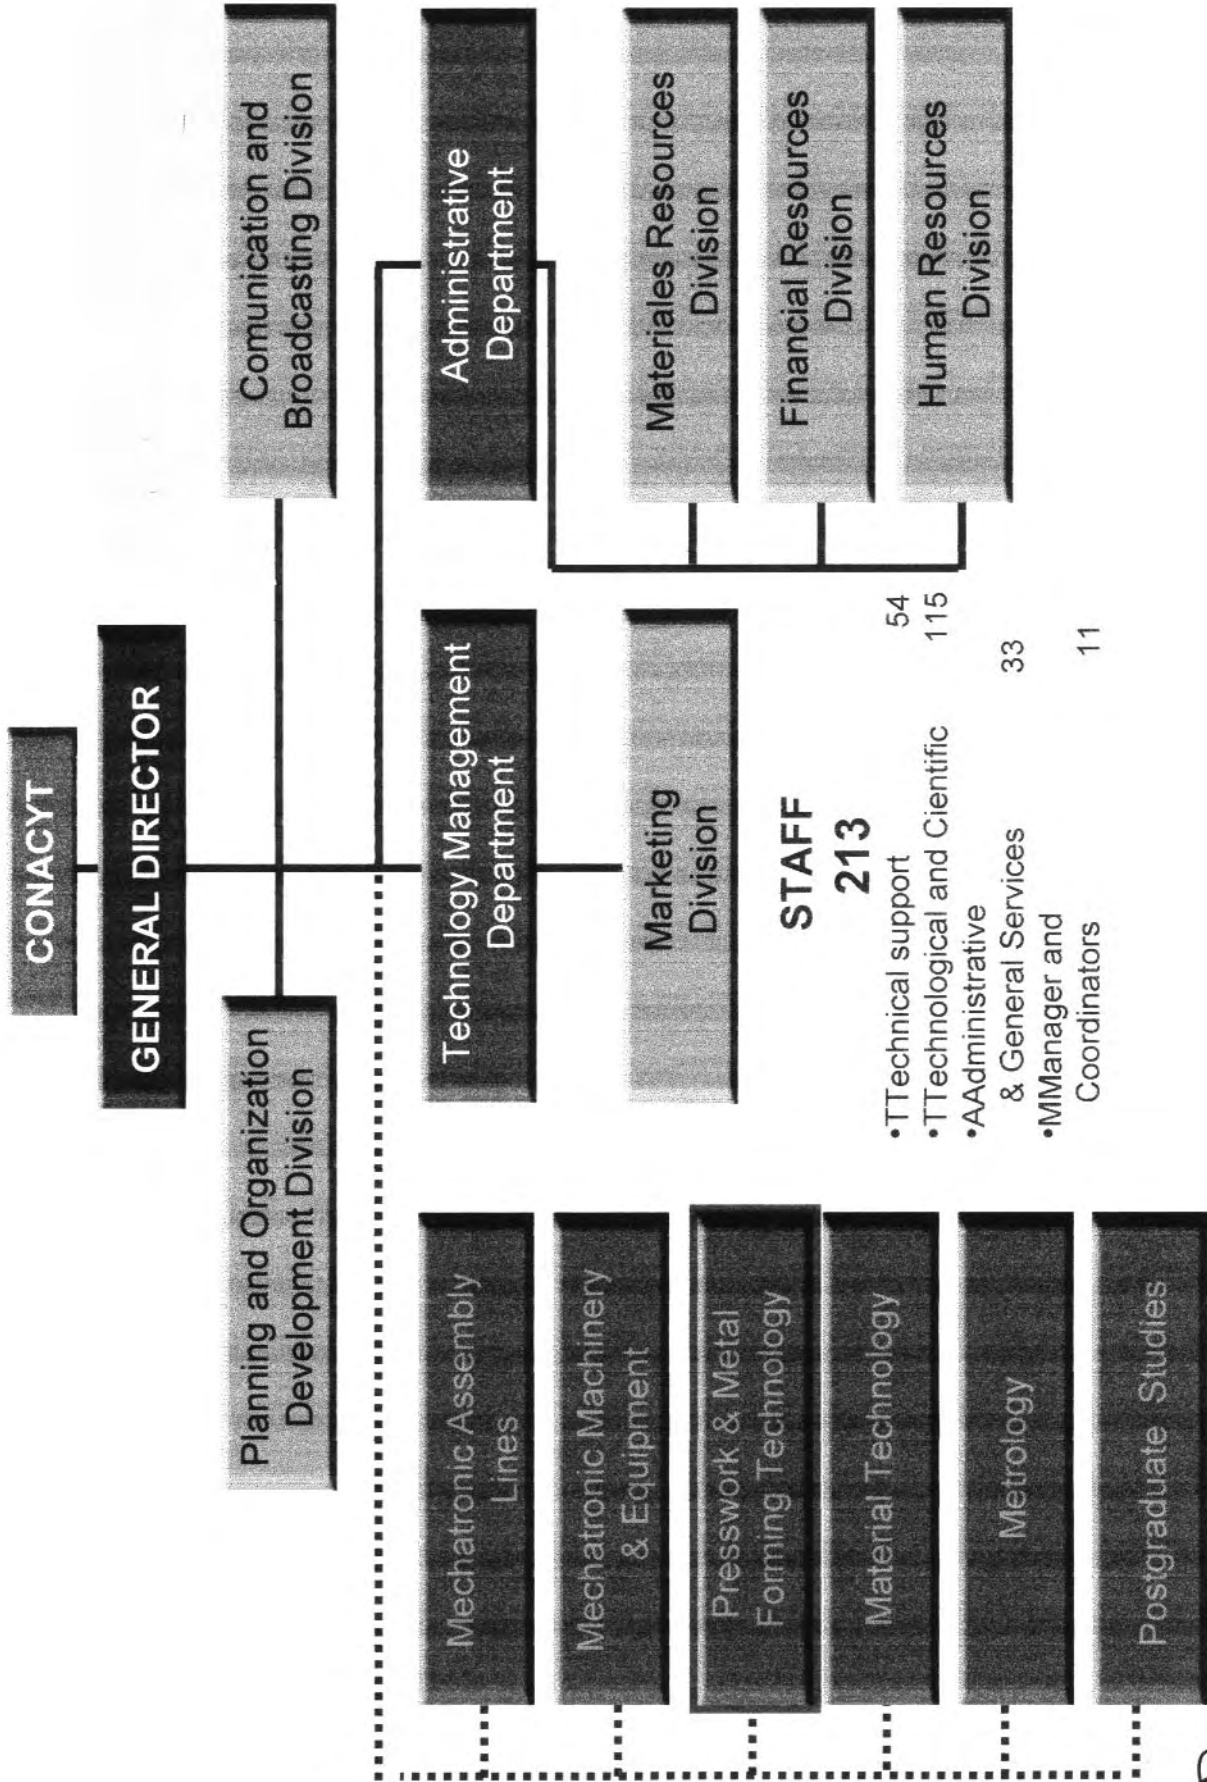 CONACYT
GENERAL DIRECTOR
Planning and Organization
Development Division
Comunication and
Broadcasting Division
Technology Management
Department
Administrative
Department
Mechatronic Assembly
Lines
Mechatronic Machinery
& Equipment
Presswork & Metal
Forming Technology
Material Technology
Metrology
Postgraduate Studies
Marketing
Division
Materiales Resources
Division
Financial Resources
Division
Human Resources
Division
STAFF
213
•TTechnical support 54
•TTechnological and Cientific 115
•AAdministrative
& General Services 33
•MManager and
Coordinators 11